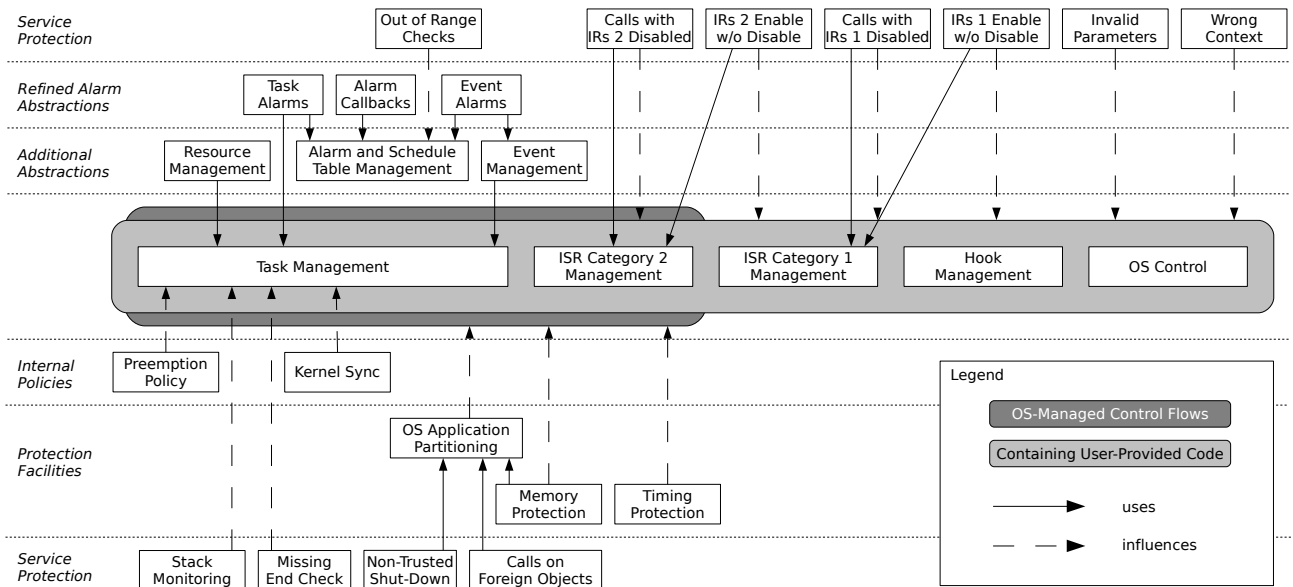 Service
Protection
Out of Range
Checks
Calls with
IRs 2 Disabled
IRs 2 Enable
w/o Disable
Calls with
IRs 1 Disabled
IRs 1 Enable
w/o Disable
Invalid
Parameters
Wrong
Context
Refined Alarm
Abstractions
Task
Alarms
Alarm
Callbacks
Event
Alarms
Additional
Abstractions
Resource
Management
Alarm and Schedule
Table Management
Event
Management
Task Management
ISR Category 2
Management
ISR Category 1
Management
Hook
Management
OS Control
Internal
Policies
Preemption
Policy
Kernel Sync
Protection
Facilities
OS Application
Partitioning
Memory
Protection
Timing
Protection
Service
Protection
Stack
Monitoring
Missing
End Check
Non-Trusted
Shut-Down
Calls on
Foreign Objects
Legend
OS-Managed Control Flows
Containing User-Provided Code
uses
influences